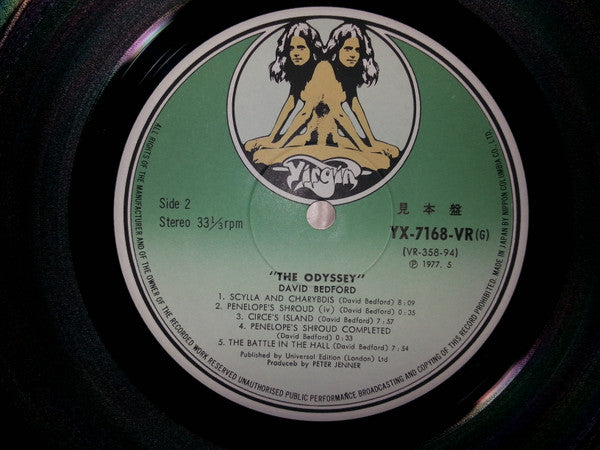 Virgin
Side 2
Stereo 33⅓rpm
見本盤
YX-7168-VR(G)
(VR-358-94)
Ⓟ 1977. 5
"THE ODYSSEY"
DAVID BEDFORD
1. SCYLLA AND CHARYBDIS (David Bedford) 8:09
2. PENELOPE'S SHROUD (iv) (David Bedford) 0:35
3. CIRCE'S ISLAND (David Bedford) 7:57
4. PENELOPE'S SHROUD COMPLETED
(David Bedford) 0:33
5. THE BATTLE IN THE HALL (David Bedford) 7:54
Published by Universal Edition (London) Ltd
Produceb by PETER JENNER
ALL RIGHTS OF THE MANUFACTURER AND OF THE OWNER OF THE RECORDED WORK RESERVED UNAUTHORISED PUBLIC PERFORMANCE BROADCASTING AND COPYING OF THIS RECORD PROHIBITED. MADE IN JAPAN BY NIPPON COLUMBIA CO., LTD.